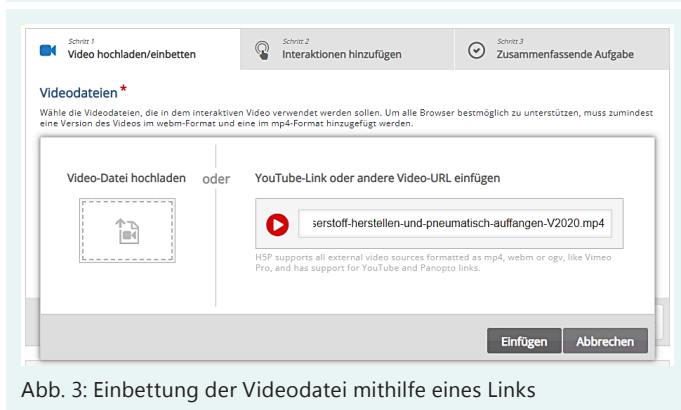 Schritt 1
Video hochladen/einbetten
Schritt 2
Interaktionen hinzufügen
Schritt 3
Zusammenfassende Aufgabe
Videodateien *
Wähle die Videodateien, die in dem interaktiven Video verwendet werden sollen. Um alle Browser bestmöglich zu unterstützen, muss zumindest
eine Version des Videos im webm-Format und eine im mp4-Format hinzugefügt werden.
Video-Datei hochladen oder YouTube-Link oder andere Video-URL einfügen
serstoff-herstellen-und-pneumatisch-auffangen-V2020.mp4
H5P supports all external video sources formatted as mp4, webm or ogv, like Vimeo
Pro, and has support for YouTube and Panopto links.
Einfügen Abbrechen
Abb. 3: Einbettung der Videodatei mithilfe eines Links